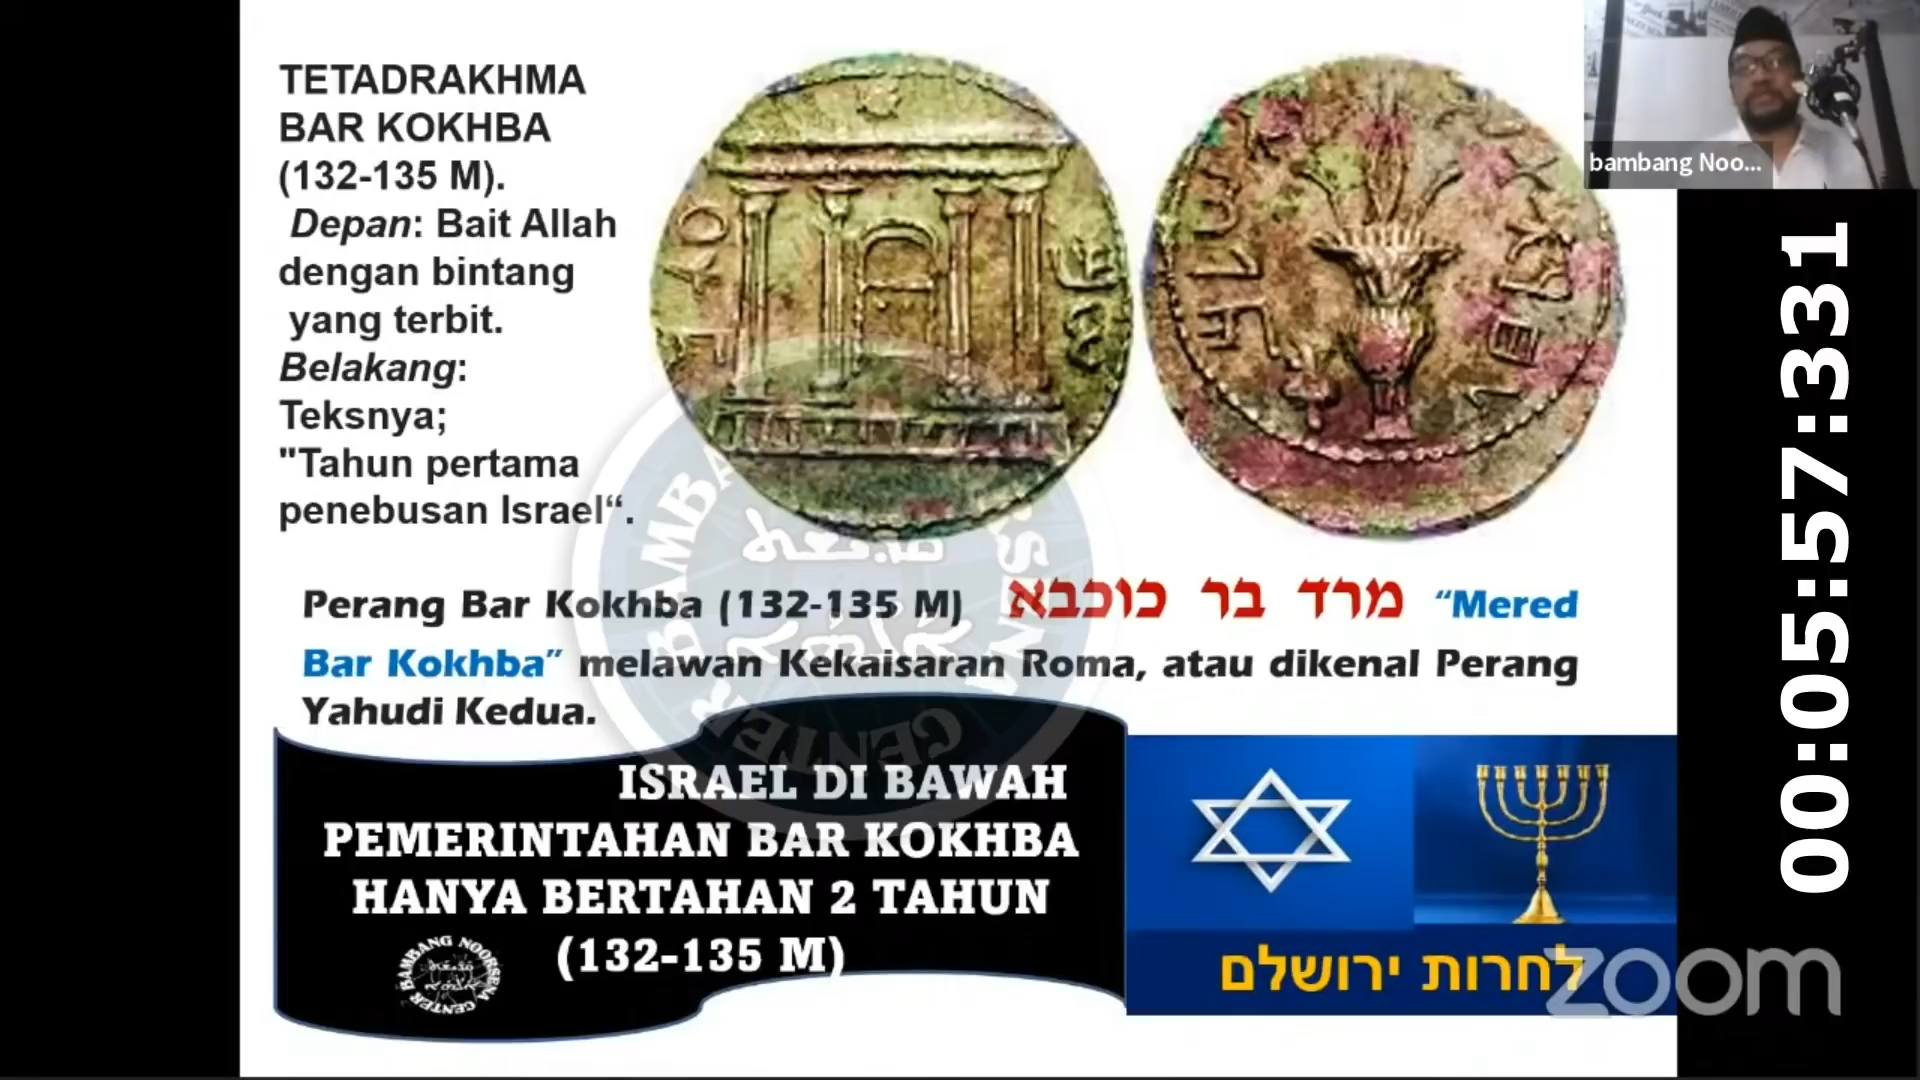 TETADRAKHMA
BAR KOKHBA
(132-135 M).
Depan: Bait Allah
dengan bintang
yang terbit.
Belakang:
Teksnya;
"Tahun pertama
penebusan Israel“.
bambang Noo...
00:05:57:331
Perang Bar Kokhba (132-135 M) מרד בר כוכבא “Mered
Bar Kokhba” melawan Kekaisaran Roma, atau dikenal Perang
Yahudi Kedua.
ISRAEL DI BAWAH
PEMERINTAHAN BAR KOKHBA
HANYA BERTAHAN 2 TAHUN
(132-135 M)
BAMBANG NOORSENA CENTER
לחרות ירושלם
zoom